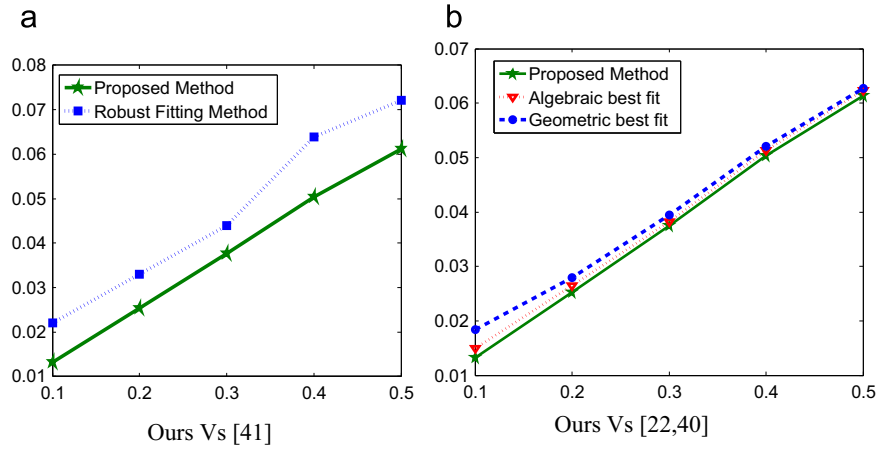 a
0.08
0.07
0.06
0.05
0.04
0.03
0.02
0.01
0.1 0.2 0.3 0.4 0.5
Proposed Method
Robust Fitting Method
Ours Vs [41]
b
0.07
0.06
0.05
0.04
0.03
0.02
0.01
0.1 0.2 0.3 0.4 0.5
Proposed Method
Algebraic best fit
Geometric best fit
Ours Vs [22,40]